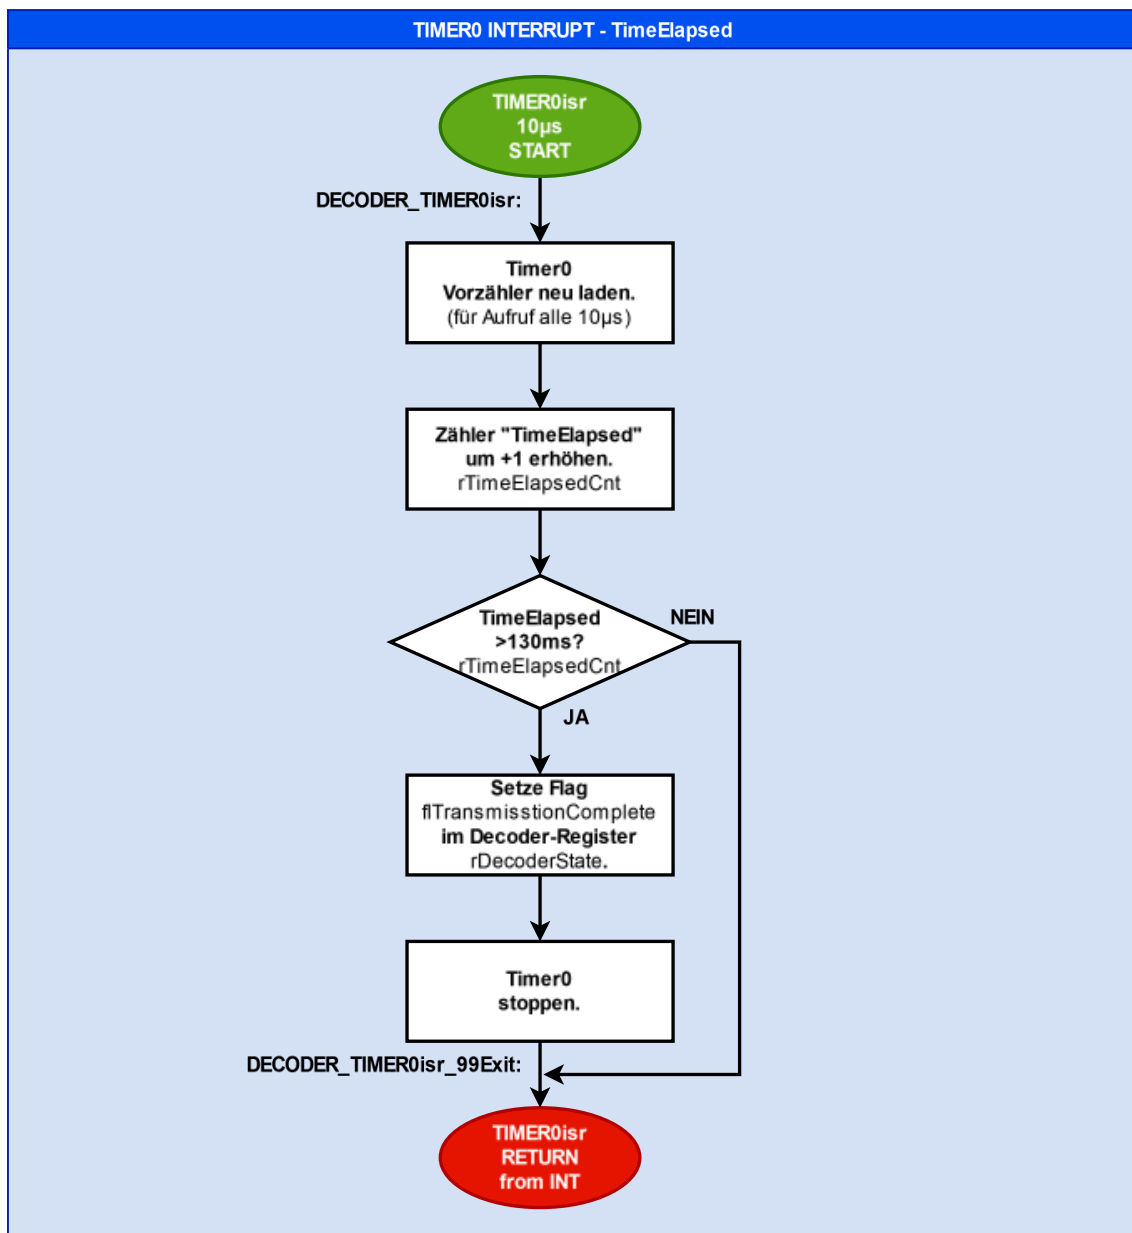 TIMER0 INTERRUPT - TimeElapsed
TIMER0isr
10µs
START
DECODER_TIMER0isr:
Timer0
Vorzähler neu laden.
(für Aufruf alle 10µs)
Zähler "TimeElapsed"
um +1 erhöhen.
rTimeElapsedCnt
TimeElapsed
>130ms?
rTimeElapsedCnt
NEIN
JA
Setze Flag
flTransmisstionComplete
im Decoder-Register
rDecoderState.
Timer0
stoppen.
DECODER_TIMER0isr_99Exit:
TIMER0isr
RETURN
from INT